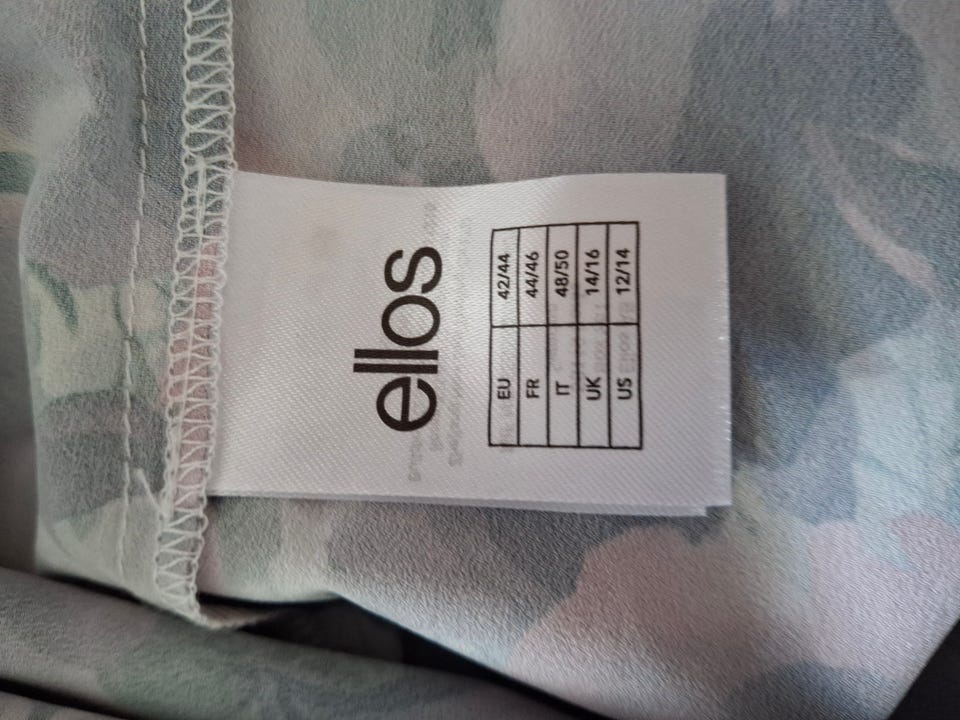 ellos
EU 42/44
FR 44/46
IT 48/50
UK 14/16
US 12/14